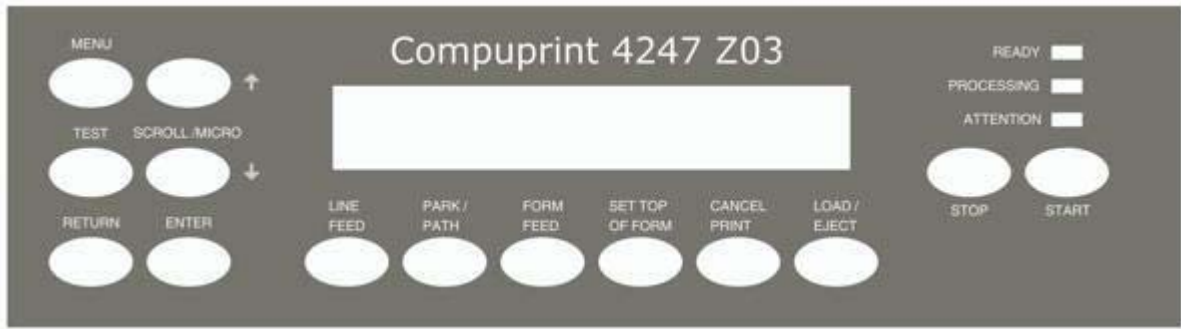 Compuprint 4247 Z03
MENU
TEST
SCROLL /MICRO
RETURN
ENTER
LINE
FEED
PARK /
PATH
FORM
FEED
SET TOP
OF FORM
CANCEL
PRINT
LOAD /
EJECT
READY
PROCESSING
ATTENTION
STOP
START